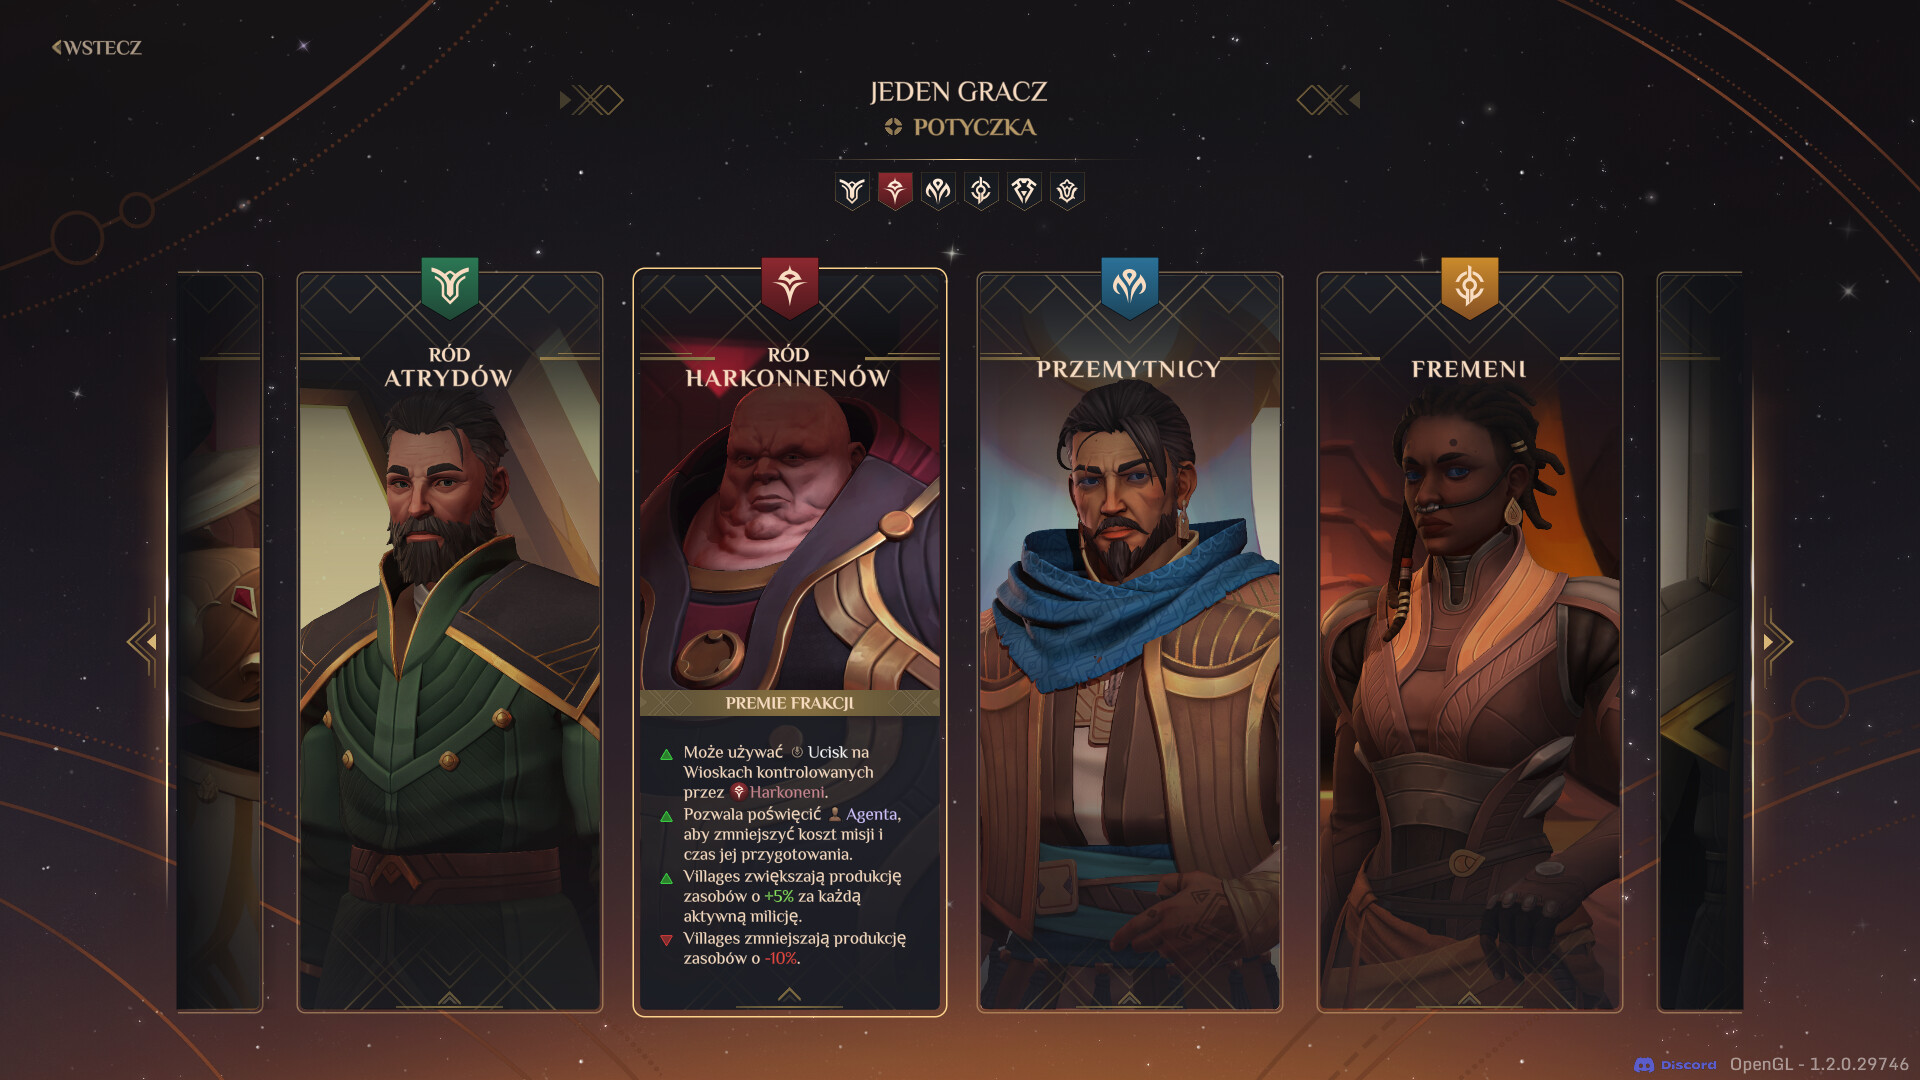 WSTECZ
JEDEN GRACZ
POTYCZKA
RÓD
ATRYDÓW
RÓD
HARKONNENÓW
PRZEMYTNICY
FREMENI
PREMIE FRAKCJI
Może używać Ucisk na
Wioskach kontrolowanych
przez Harkoneni.
Pozwala poświęcić Agenta,
aby zmniejszyć koszt misji i
czas jej przygotowania.
Villages zwiększają produkcję
zasobów o +5% za każdą
aktywną milicję.
Villages zmniejszają produkcję
zasobów o -10%.
Discord OpenGL - 1.2.0.29746